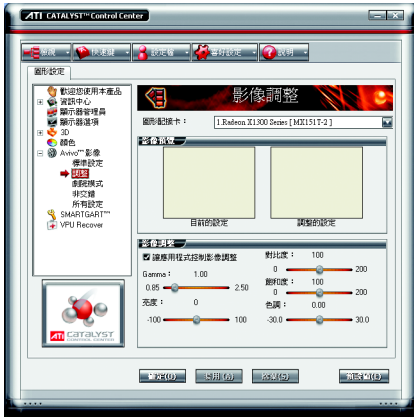 ATI CATALYST™ Control Center
檢視
快速鍵
設定檔
喜好設定
說明
圖形設定
歡迎您使用本產品
資訊中心
顯示器管理員
顯示器選項
3D
顏色
Avivo™影像
標準設定
調整
劇院模式
非交錯
所有設定
SMARTGART™
VPU Recover
ATI CATALYST
CONTROL CENTER
影像調整
圖形配接卡：
1.Radeon X1300 Series [ MX151T-2 ]
影像預覽
目前的設定
調整的設定
影像調整
讓應用程式控制影像調整
Gamma： 1.00
0.85 2.50
亮度： 0
-100 100
對比度： 100
0 200
飽和度： 100
0 200
色調： 0.00
-30.0 30.0
確定(O)
套用(A)
預設值(D)